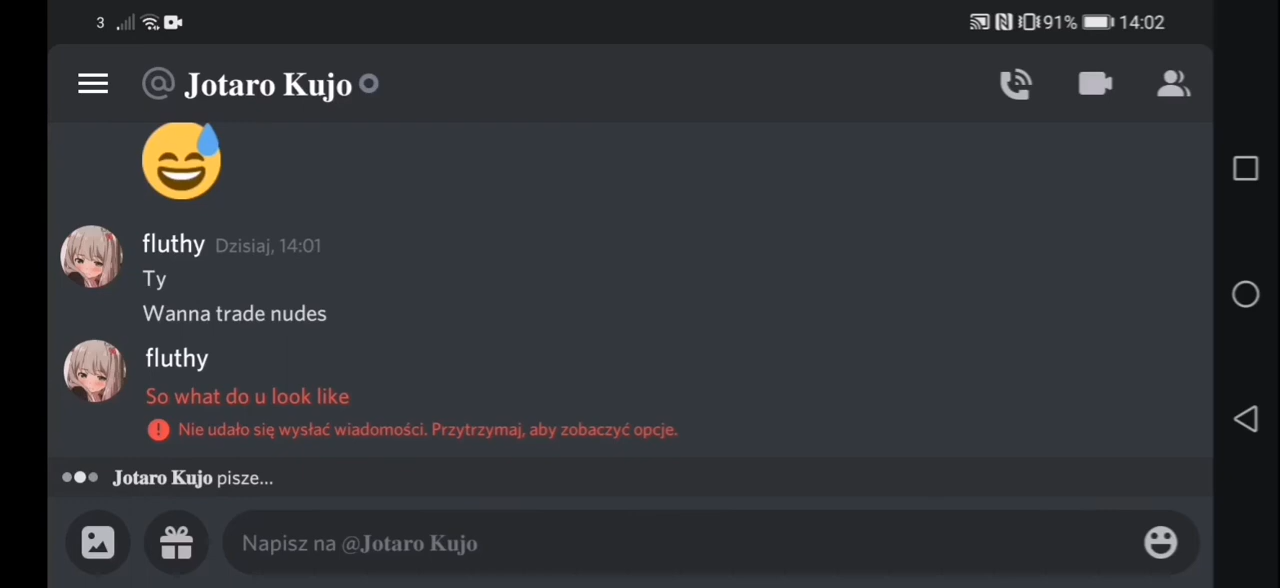 3 91% 14:02
@ Jotaro Kujo
fluthy Dzisiaj, 14:01
Ty
Wanna trade nudes
fluthy
So what do u look like
Nie udało się wysłać wiadomości. Przytrzymaj, aby zobaczyć opcje.
Jotaro Kujo pisze...
Napisz na @Jotaro Kujo